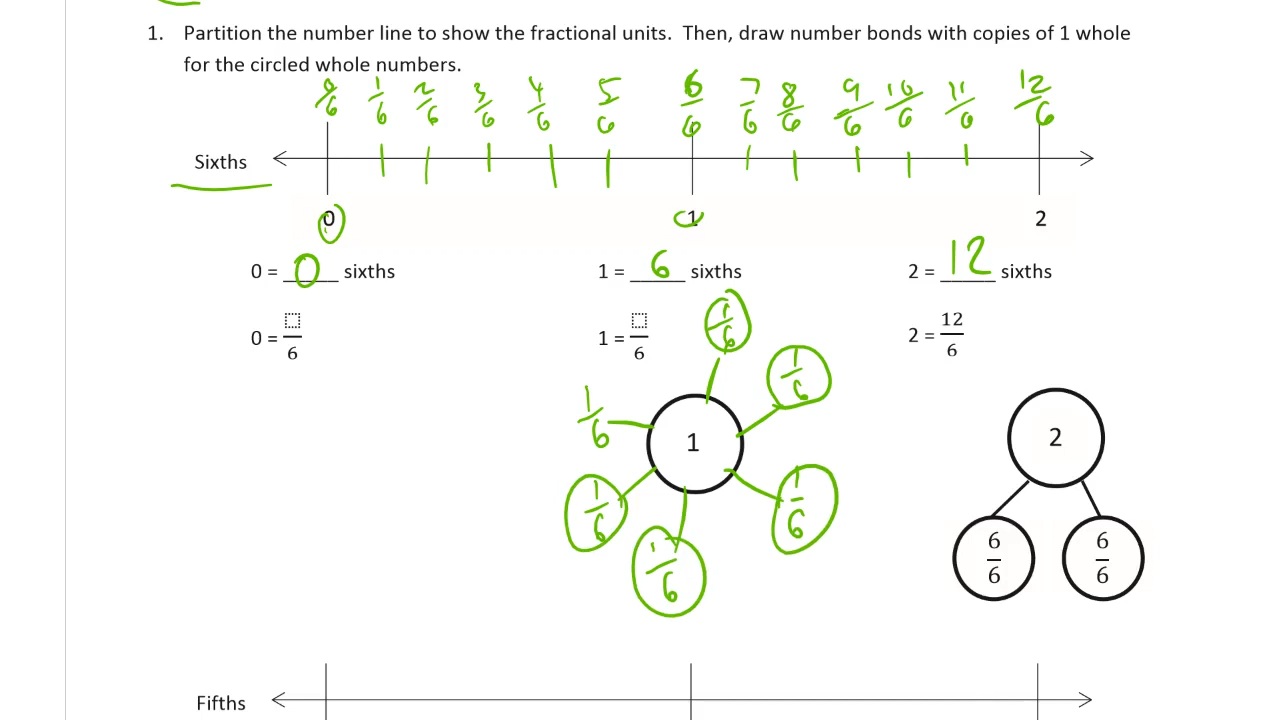 1. Partition the number line to show the fractional units. Then, draw number bonds with copies of 1 whole
for the circled whole numbers.
0/6 1/6 2/6 3/6 4/6 5/6 6/6 7/6 8/6 9/6 10/6 11/6 12/6
Sixths
0 1 2
0 = 0 sixths 1 = 6 sixths 2 = 12 sixths
0 = □/6 1 = □/6 2 = 12/6
1/6
1/6
1/6
1 2
1/6 1/6
6/6 6/6
1/6
Fifths